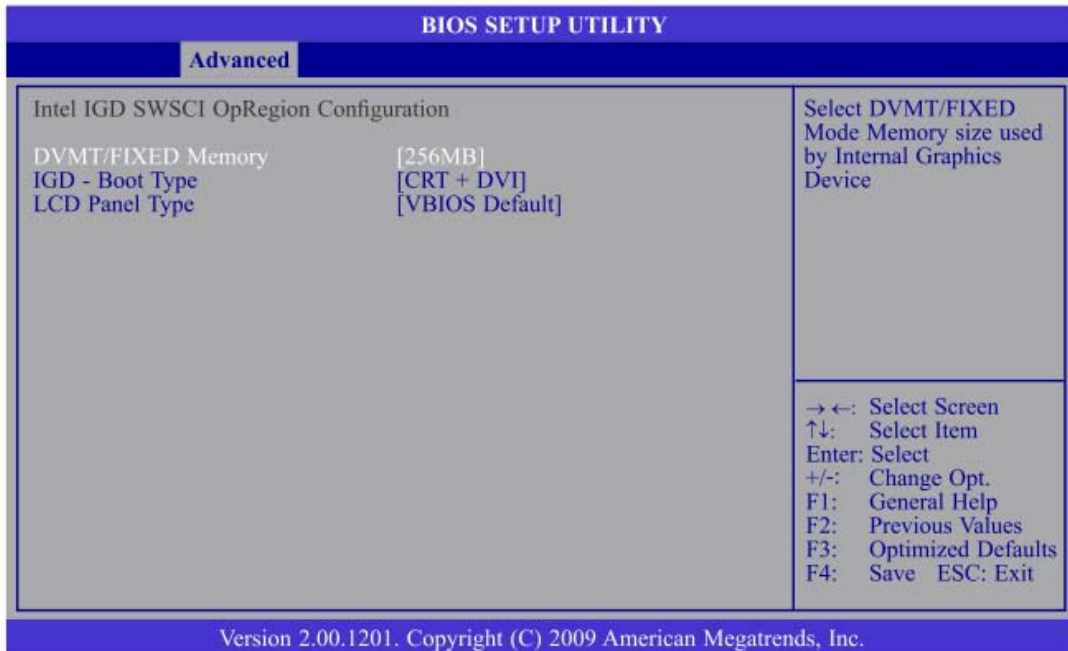 BIOS SETUP UTILITY
Advanced
Intel IGD SWSCI OpRegion Configuration
DVMT/FIXED Memory [256MB]
IGD - Boot Type [CRT + DVI]
LCD Panel Type [VBIOS Default]
Select DVMT/FIXED
Mode Memory size used
by Internal Graphics
Device
→ ←: Select Screen
↑↓: Select Item
Enter: Select
+/-: Change Opt.
F1: General Help
F2: Previous Values
F3: Optimized Defaults
F4: Save ESC: Exit
Version 2.00.1201. Copyright (C) 2009 American Megatrends, Inc.